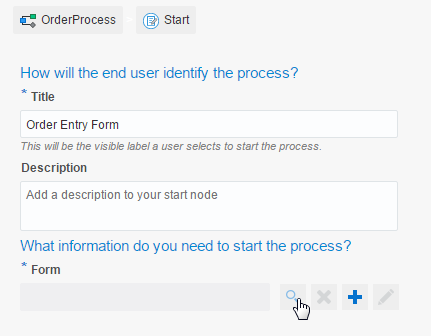 OrderProcess Start
How will the end user identify the process?
* Title
Order Entry Form
This will be the visible label a user selects to start the process.
Description
Add a description to your start node
What information do you need to start the process?
* Form